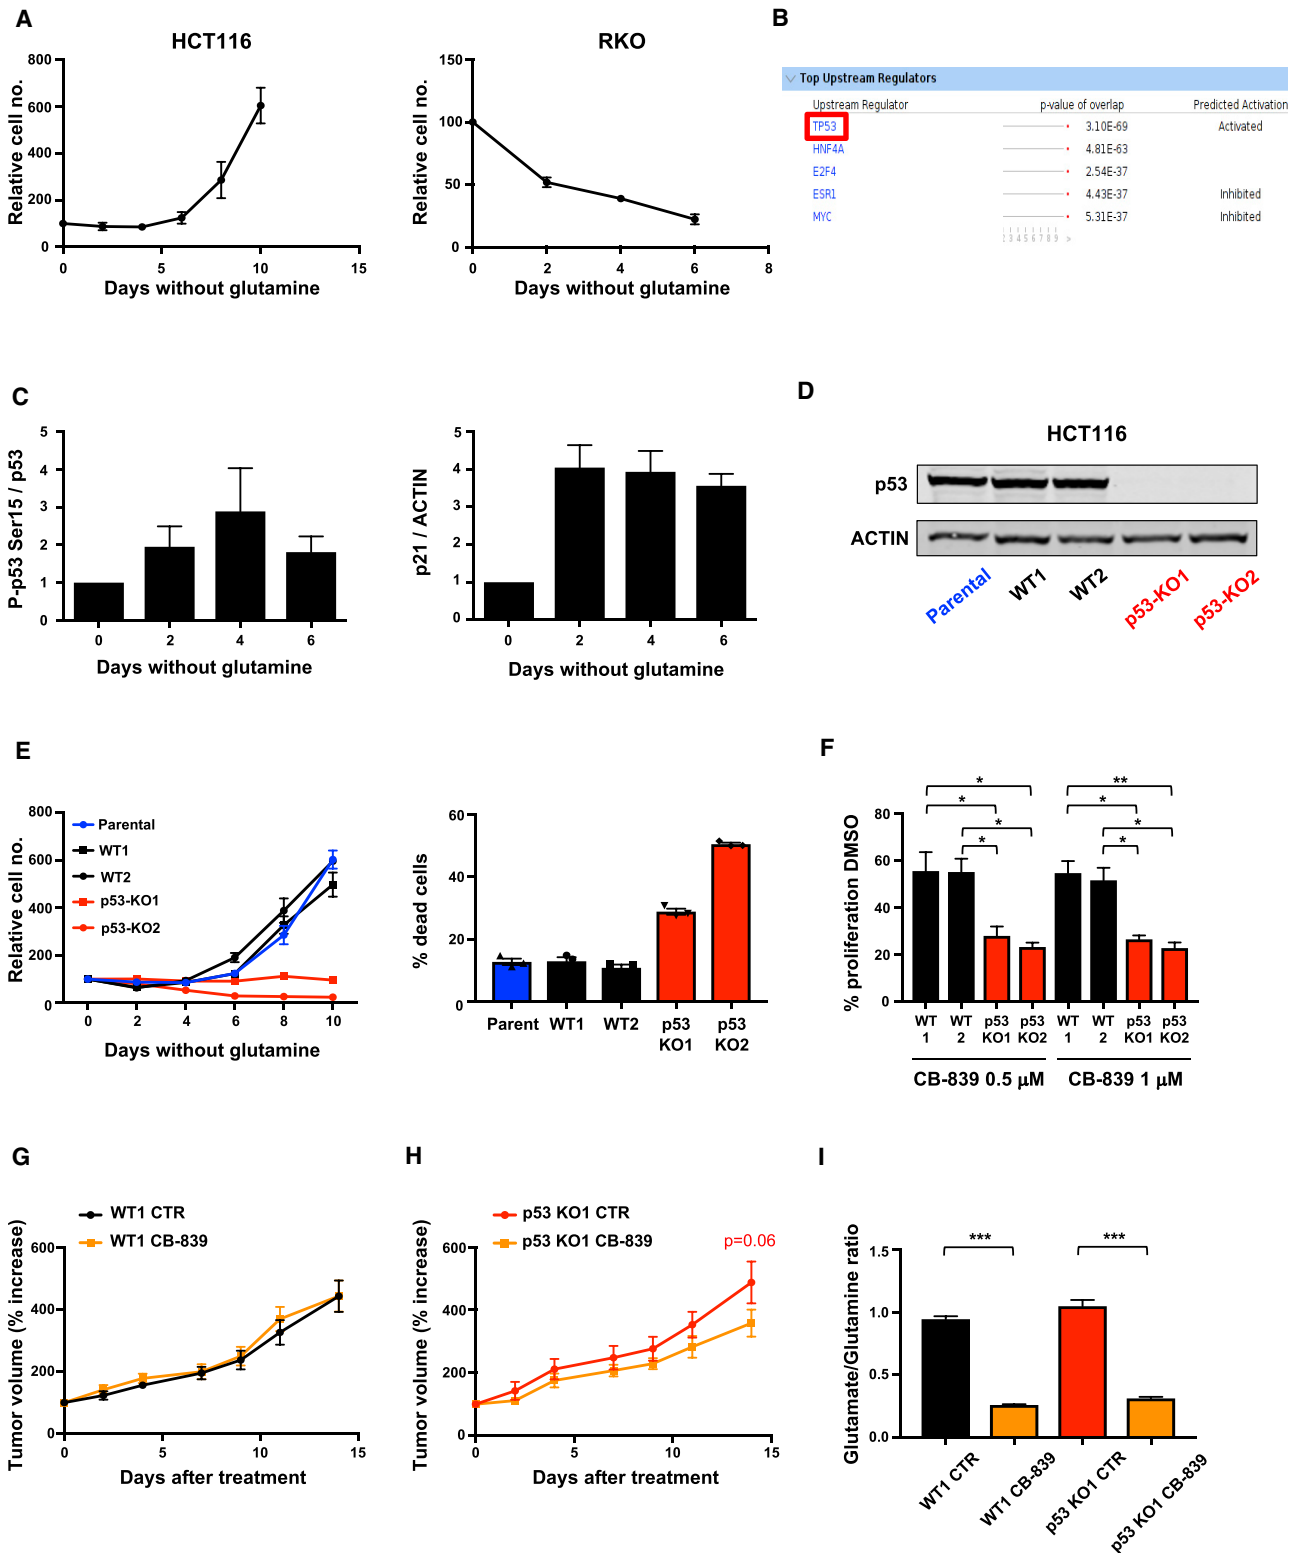 A
HCT116
Relative cell no.
800
600
400
200
0
0
5
10
15
Days without glutamine
RKO
Relative cell no.
150
100
50
0
0
2
4
6
8
Days without glutamine
B
Top Upstream Regulators
Upstream Regulator p-value of overlap Predicted Activation
TP53 3.10E-69 Activated
HNF4A 4.81E-63
E2F4 2.54E-37
ESR1 4.43E-37 Inhibited
MYC 5.31E-37 Inhibited
3 4 5 6 7 8 9 >
C
P-p53 Ser15 / p53
5
4
3
2
1
0
0
2
4
6
Days without glutamine
p21 / ACTIN
5
4
3
2
1
0
0
2
4
6
Days without glutamine
D
HCT116
p53
ACTIN
Parental
WT1
WT2
p53-KO1
p53-KO2
E
Relative cell no.
800
600
400
200
0
Parental
WT1
WT2
p53-KO1
p53-KO2
0
2
4
6
8
10
Days without glutamine
% dead cells
60
40
20
0
Parent
WT1
WT2
p53 KO1
p53 KO2
F
% proliferation DMSO
80
60
40
20
0
*
*
*
*
**
*
*
*
WT 1
WT 2
p53 KO1
p53 KO2
WT 1
WT 2
p53 KO1
p53 KO2
CB-839 0.5 µM
CB-839 1 µM
G
WT1 CTR
WT1 CB-839
Tumor volume (% increase)
600
400
200
0
0
5
10
15
Days after treatment
H
p53 KO1 CTR
p53 KO1 CB-839
p=0.06
Tumor volume (% increase)
600
400
200
0
0
5
10
15
Days after treatment
I
Glutamate/Glutamine ratio
1.5
1.0
0.5
0.0
***
***
WT1 CTR
WT1 CB-839
p53 KO1 CTR
p53 KO1 CB-839